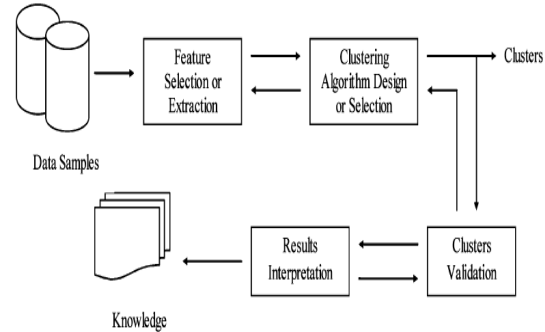 Feature
Selection or
Extraction
Clustering
Algorithm Design
or Selection
Clusters
Data Samples
Results
Interpretation
Clusters
Validation
Knowledge